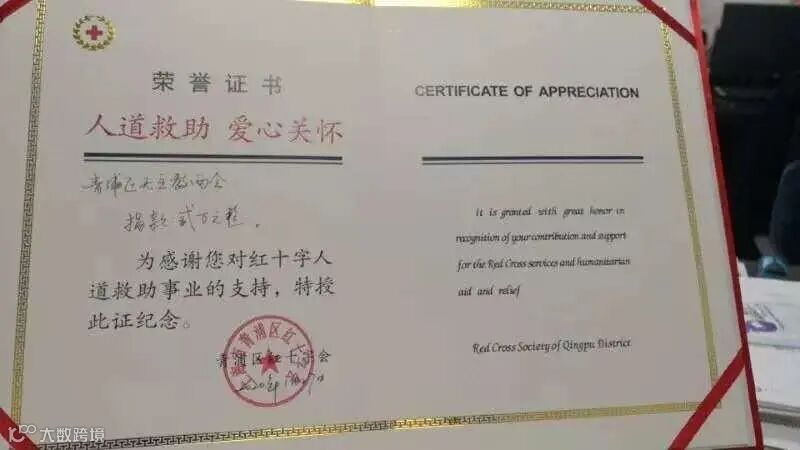 荣誉证书
人道救助 爱心关怀
青浦区天主教两会
捐款贰万元整。
为感谢您对红十字人
道救助事业的支持，特授
此证纪念。
青浦区红十字会
CERTIFICATE OF APPRECIATION
It is granted with great honor in
recognition of your contribution and support
for the Red Cross services and humanitarian
aid and relief
Red Cross Society of Qingpu District
大数跨境